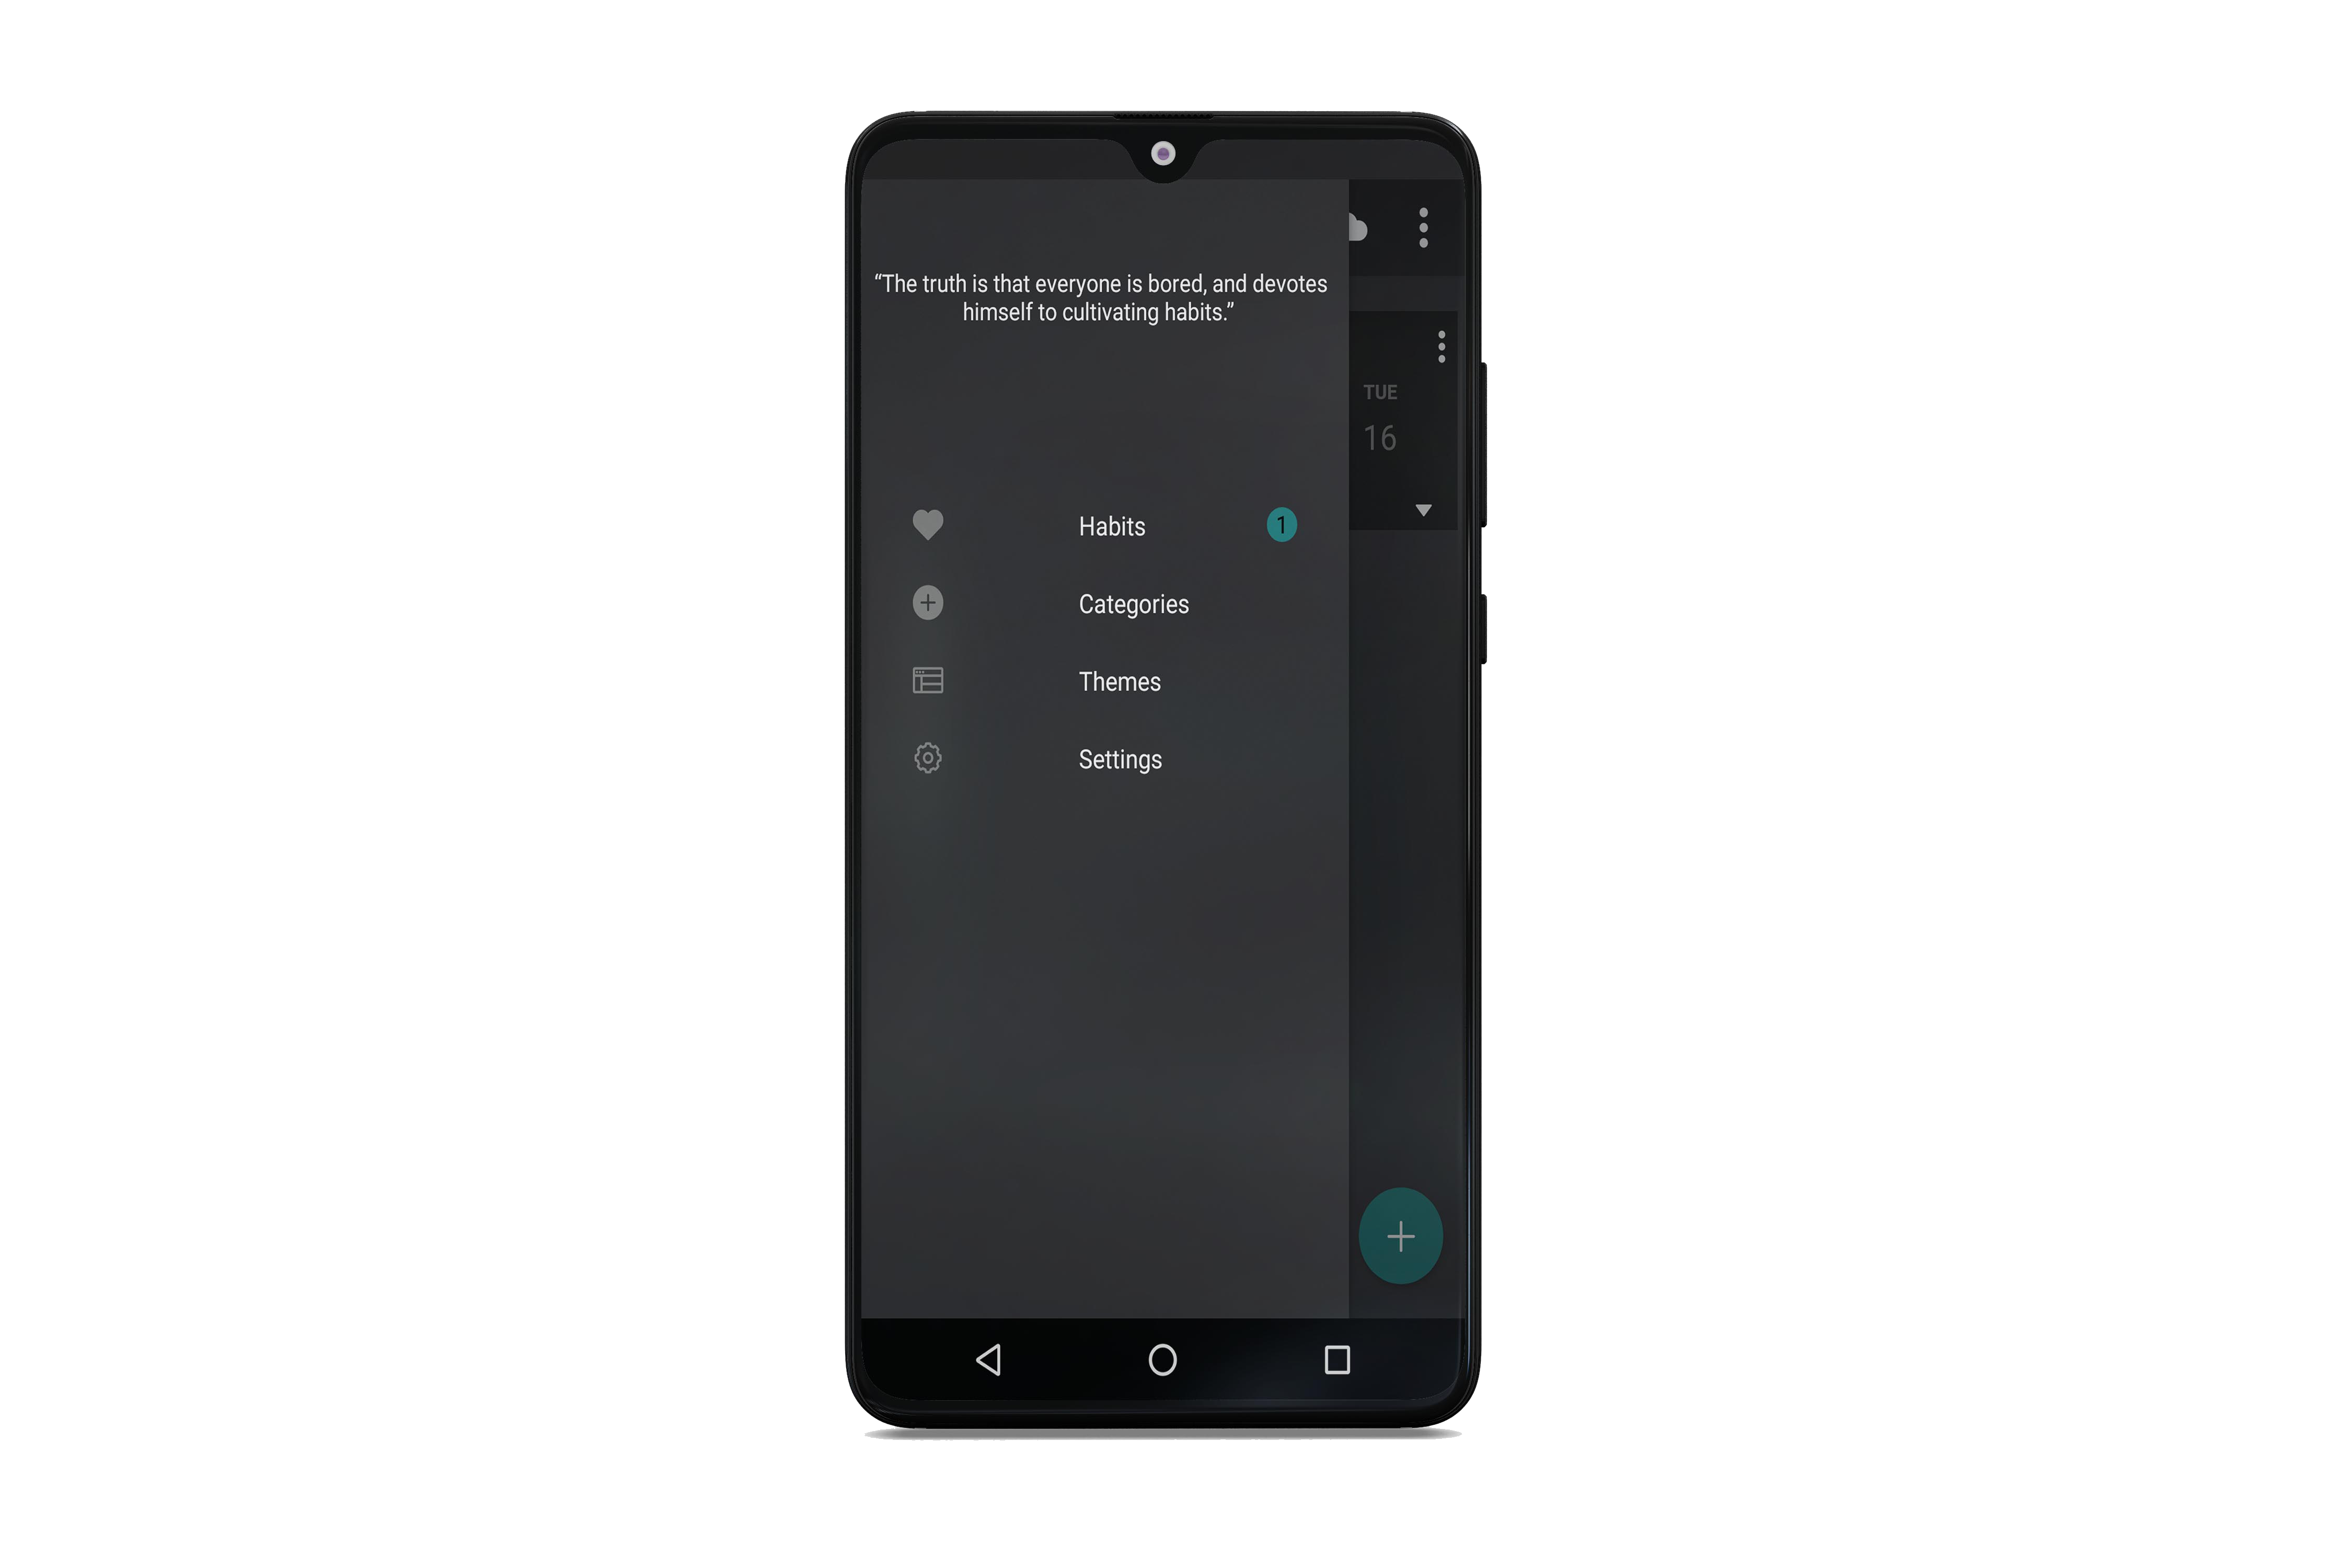 “The truth is that everyone is bored, and devotes
himself to cultivating habits.”
TUE
16
Habits 1
Categories
Themes
Settings